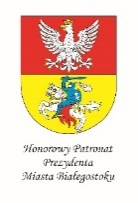 Honorowy Patronat
Prezydenta
Miasta Białegostoku